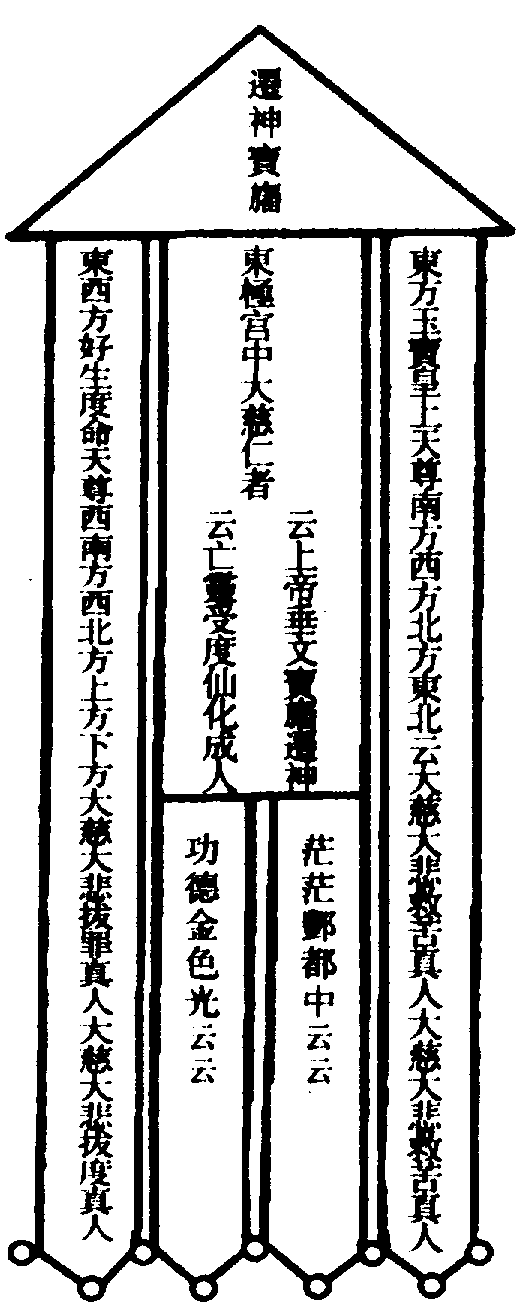 遷神寶旛
東方玉寶皇上天尊南方西方北方東北云大慈大悲救苦真人大慈大悲救苦真人
東極宮中大慈仁者
云上帝垂文寶旛遷神
云亡靈受度仙化成人
茫茫酆都中云云
功德金色光云云
東西方好生度命天尊西南方西北方上方下方大慈大悲拔罪真人大慈大悲拔度真人